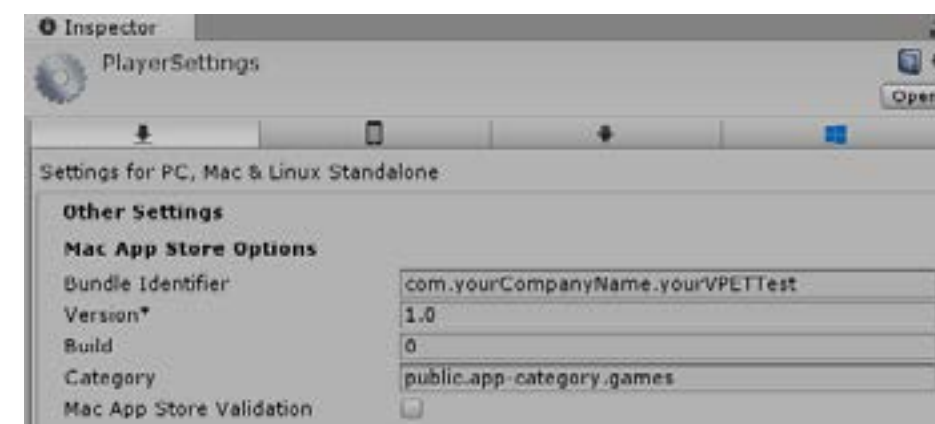 Inspector
PlayerSettings
Open
Settings for PC, Mac & Linux Standalone
Other Settings
Mac App Store Options
Bundle Identifier com.yourCompanyName.yourVPETTest
Version* 1.0
Build 0
Category public.app-category.games
Mac App Store Validation